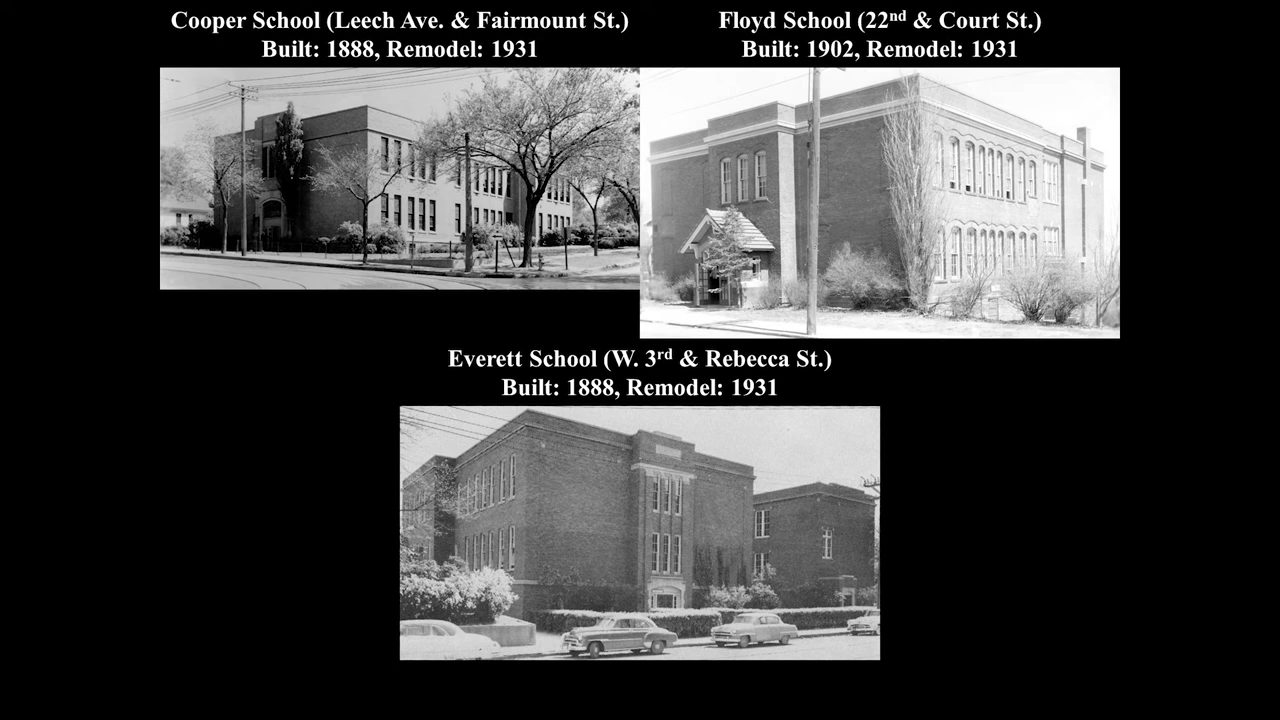 Cooper School (Leech Ave. & Fairmount St.)
Built: 1888, Remodel: 1931
Floyd School (22nd & Court St.)
Built: 1902, Remodel: 1931
Everett School (W. 3rd & Rebecca St.)
Built: 1888, Remodel: 1931